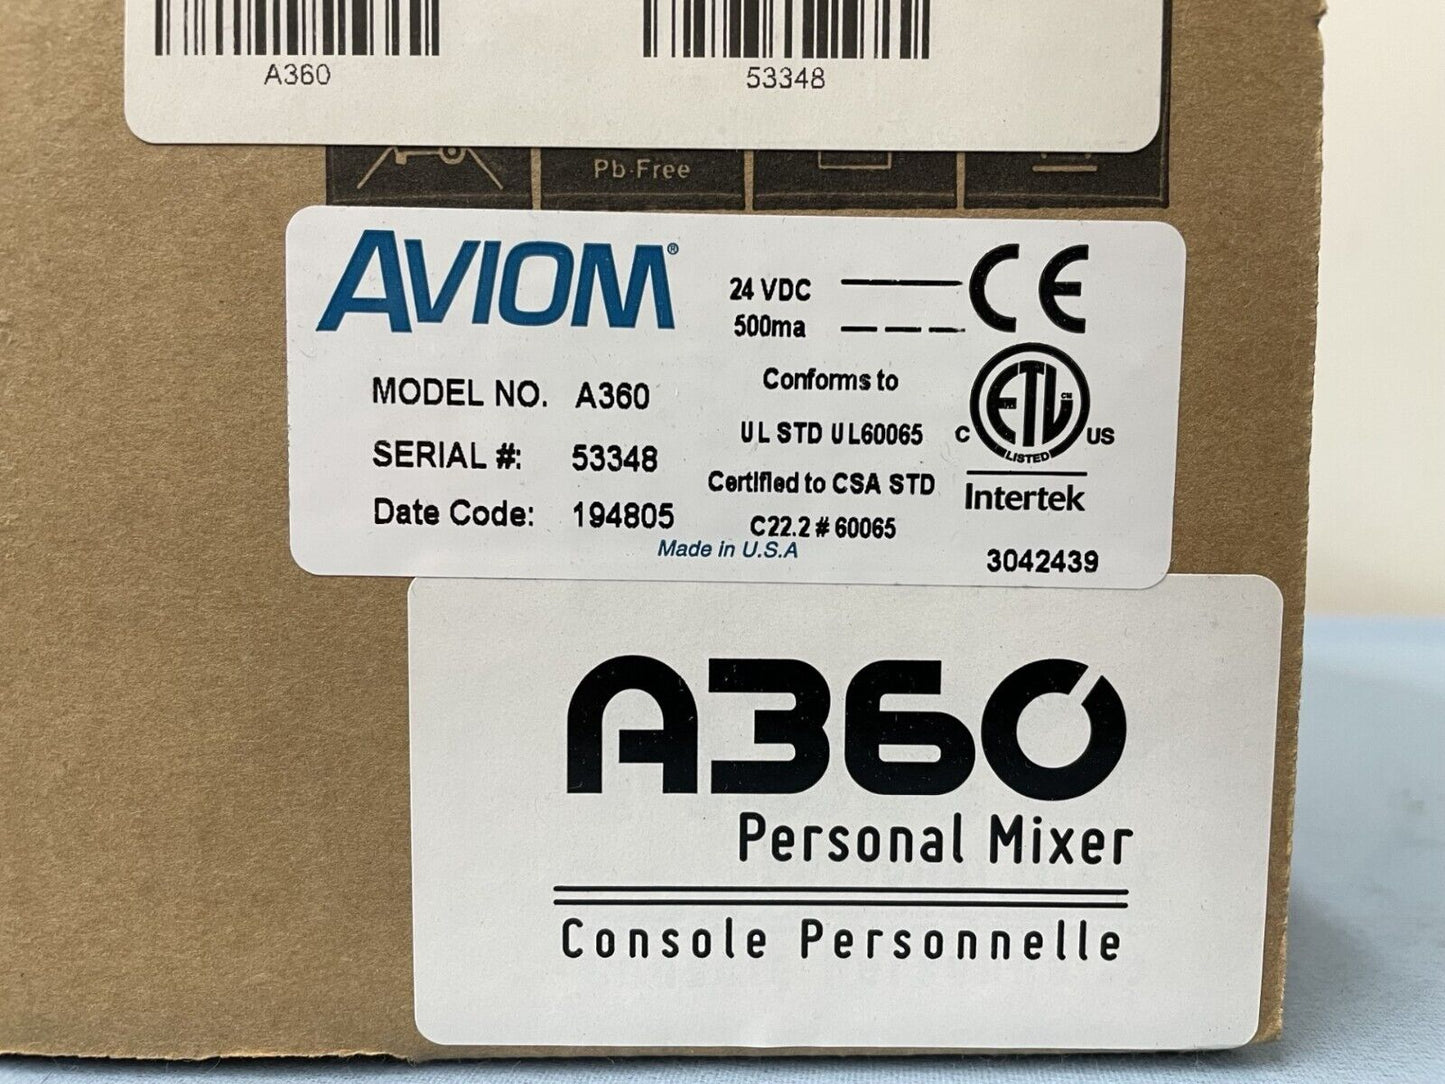 A360 53348
Pb-Free
AVIOM®
24 VDC
500ma
CE
MODEL NO. A360
SERIAL #: 53348
Date Code: 194805
Conforms to
UL STD UL60065
Certified to CSA STD
C22.2 # 60065
Made in U.S.A
ETL CM
C US
LISTED
Intertek
3042439
A360
Personal Mixer
Console Personnelle